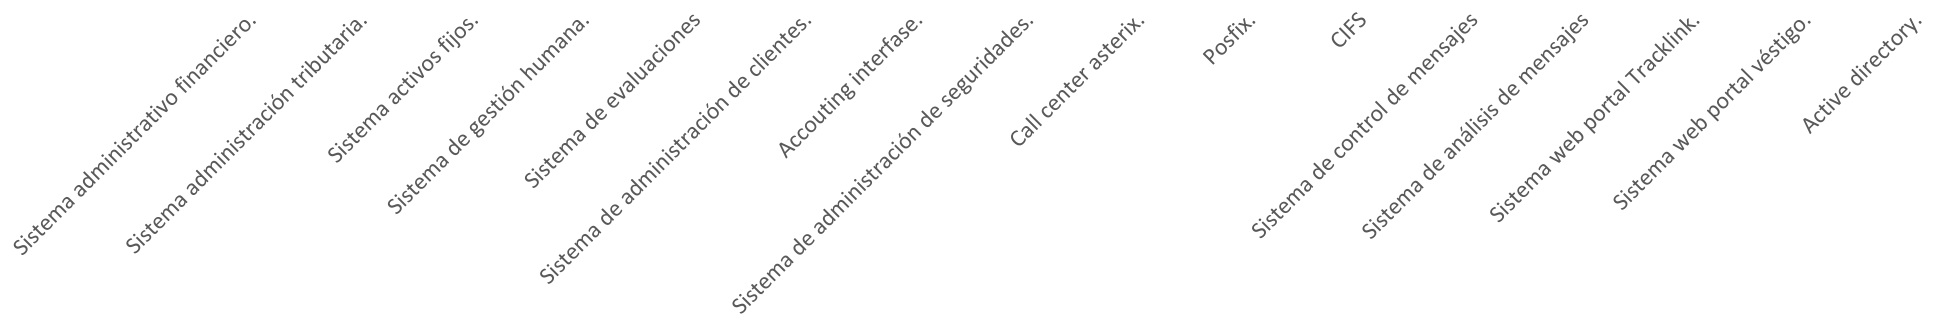 Sistema administrativo financiero.
Sistema administración tributaria.
Sistema activos fijos.
Sistema de gestión humana.
Sistema de evaluaciones
Sistema de administración de clientes.
Accouting interfase.
Sistema de administración de seguridades.
Call center asterix.
Posfix.
CIFS
Sistema de control de mensajes
Sistema de análisis de mensajes
Sistema web portal Tracklink.
Sistema web portal véstigo.
Active directory.